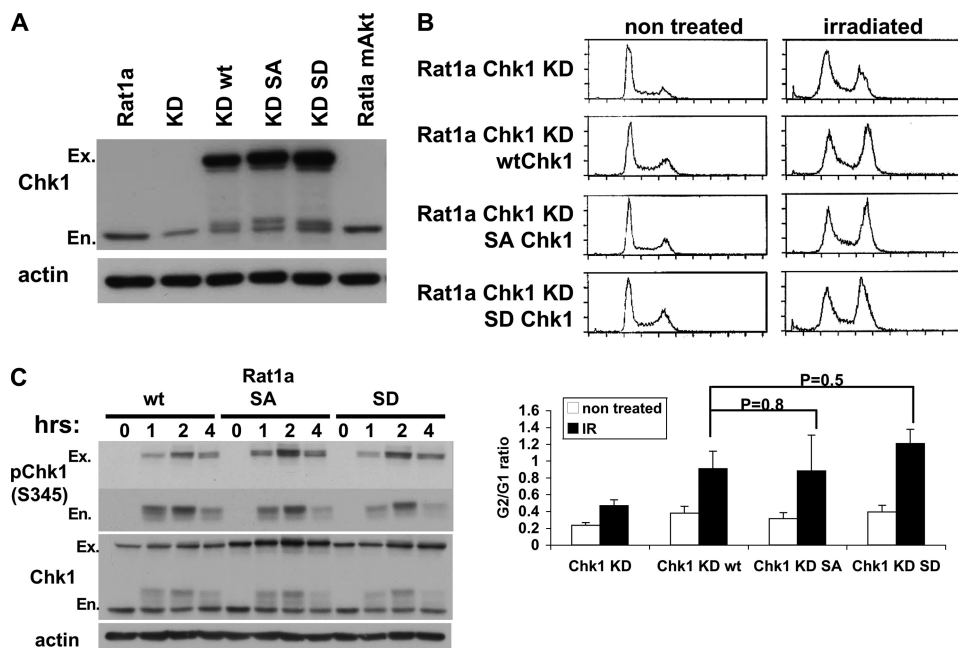 A
Rat1a
KD
KD wt
KD SA
KD SD
RatIa mAkt
Ex.
Chk1
En.
actin
B
non treated
irradiated
Rat1a Chk1 KD
Rat1a Chk1 KD
wtChk1
Rat1a Chk1 KD
SA Chk1
Rat1a Chk1 KD
SD Chk1
C
Rat1a
wt SA SD
hrs: 0 1 2 4 0 1 2 4 0 1 2 4
pChk1
(S345)
Ex.
En.
Chk1
Ex.
En.
actin
P=0.5
P=0.8
non treated
IR
G2/G1 ratio
1.6
1.4
1.2
1
0.8
0.6
0.4
0.2
0
Chk1 KD Chk1 KD wt Chk1 KD SA Chk1 KD SD